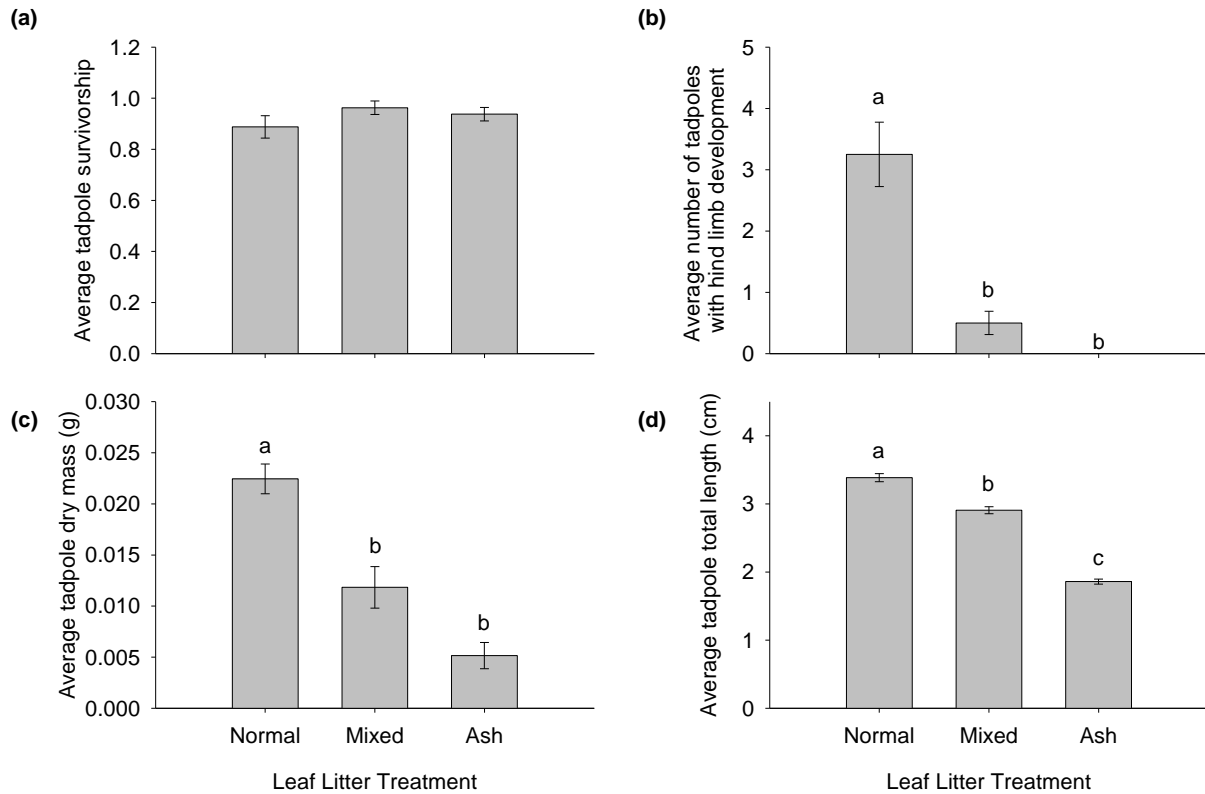 (a)
Average tadpole survivorship
1.2
1.0
0.8
0.6
0.4
0.2
0.0
(b)
Average number of tadpoles
with hind limb development
5
4
3
2
1
0
a
b
b
(c)
Average tadpole dry mass (g)
0.030
0.025
0.020
0.015
0.010
0.005
0.000
a
b
b
Normal Mixed Ash
Leaf Litter Treatment
(d)
Average tadpole total length (cm)
4
3
2
1
0
a
b
c
Normal Mixed Ash
Leaf Litter Treatment